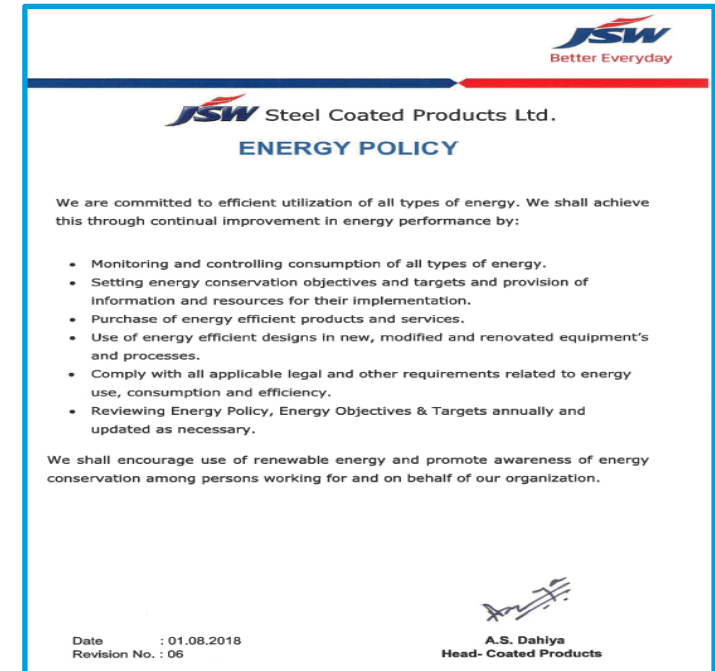 JSW
Better Everyday
JSW Steel Coated Products Ltd.
ENERGY POLICY
We are committed to efficient utilization of all types of energy. We shall achieve
this through continual improvement in energy performance by:
• Monitoring and controlling consumption of all types of energy.
• Setting energy conservation objectives and targets and provision of
information and resources for their implementation.
• Purchase of energy efficient products and services.
• Use of energy efficient designs in new, modified and renovated equipment's
and processes.
• Comply with all applicable legal and other requirements related to energy
use, consumption and efficiency.
• Reviewing Energy Policy, Energy Objectives & Targets annually and
updated as necessary.
We shall encourage use of renewable energy and promote awareness of energy
conservation among persons working for and on behalf of our organization.
Date : 01.08.2018
Revision No. : 06
A.S. Dahiya
Head- Coated Products